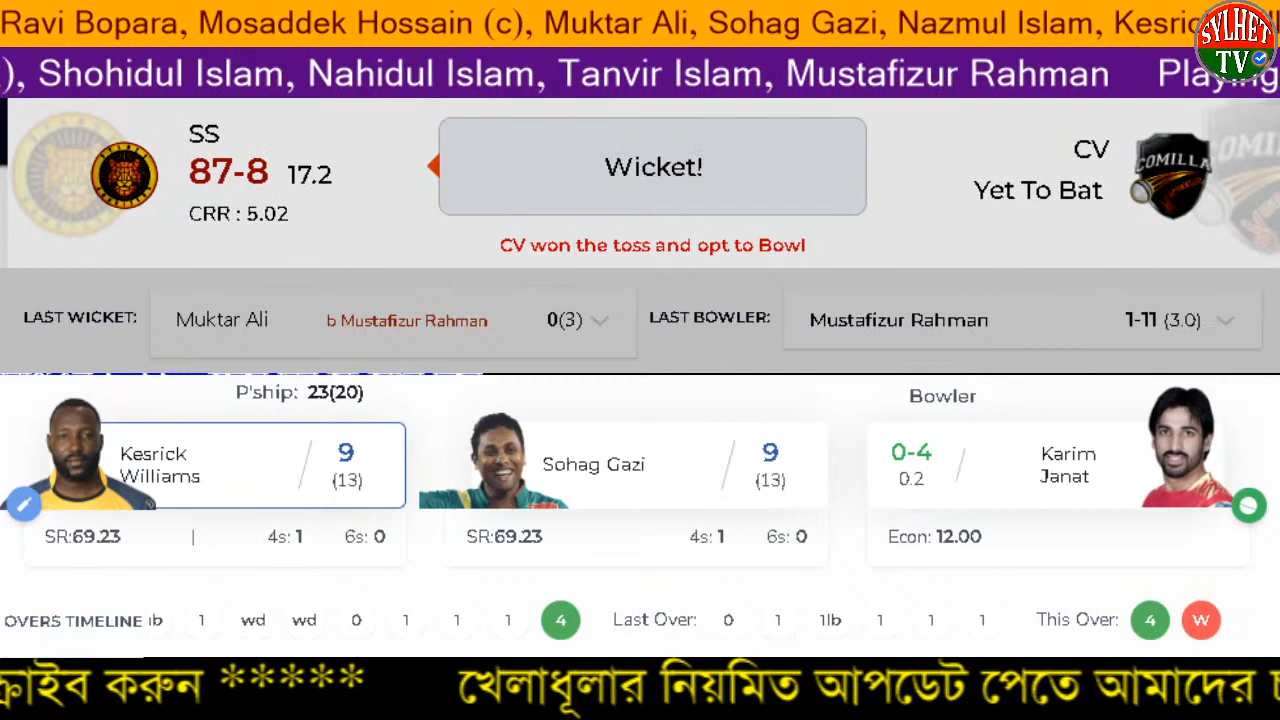 Ravi Bopara, Mosaddek Hossain (c), Muktar Ali, Sohag Gazi, Nazmul Islam,
SYLHET
TV
), Shohidul Islam, Nahidul Islam, Tanvir Islam, Mustafizur Rahman Playing
SS
87-8 17.2
CRR : 5.02
Wicket!
CV
Yet To Bat
COMILLA
CV won the toss and opt to Bowl
LAST WICKET: Muktar Ali b Mustafizur Rahman 0(3)
LAST BOWLER: Mustafizur Rahman 1-11 (3.0)
P'ship: 23(20)
Bowler
Kesrick Williams 9 (13)
SR:69.23 | 4s: 1 6s: 0
Sohag Gazi 9 (13)
SR:69.23 4s: 1 6s: 0
0-4 0.2 Karim Janat
Econ: 12.00
OVERS TIMELINE 1 wd wd 0 1 1 1 4 Last Over: 0 1 1lb 1 1 1 This Over: 4 W
করুন ***** খেলাধূলার নিয়মিত আপডেট পেতে আমাদের